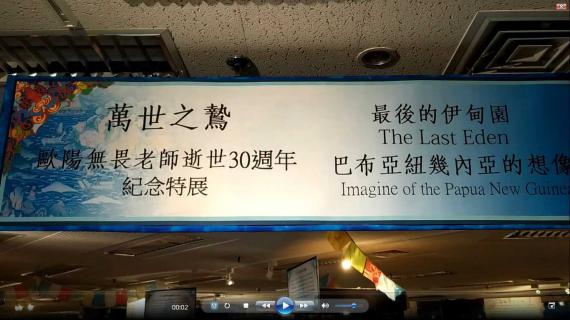 萬世之鷲
歐陽無畏老師逝世30週年
紀念特展
最後的伊甸園
The Last Eden
巴布亞紐幾內亞的想像
Imagine of the Papua New Guine
00:02